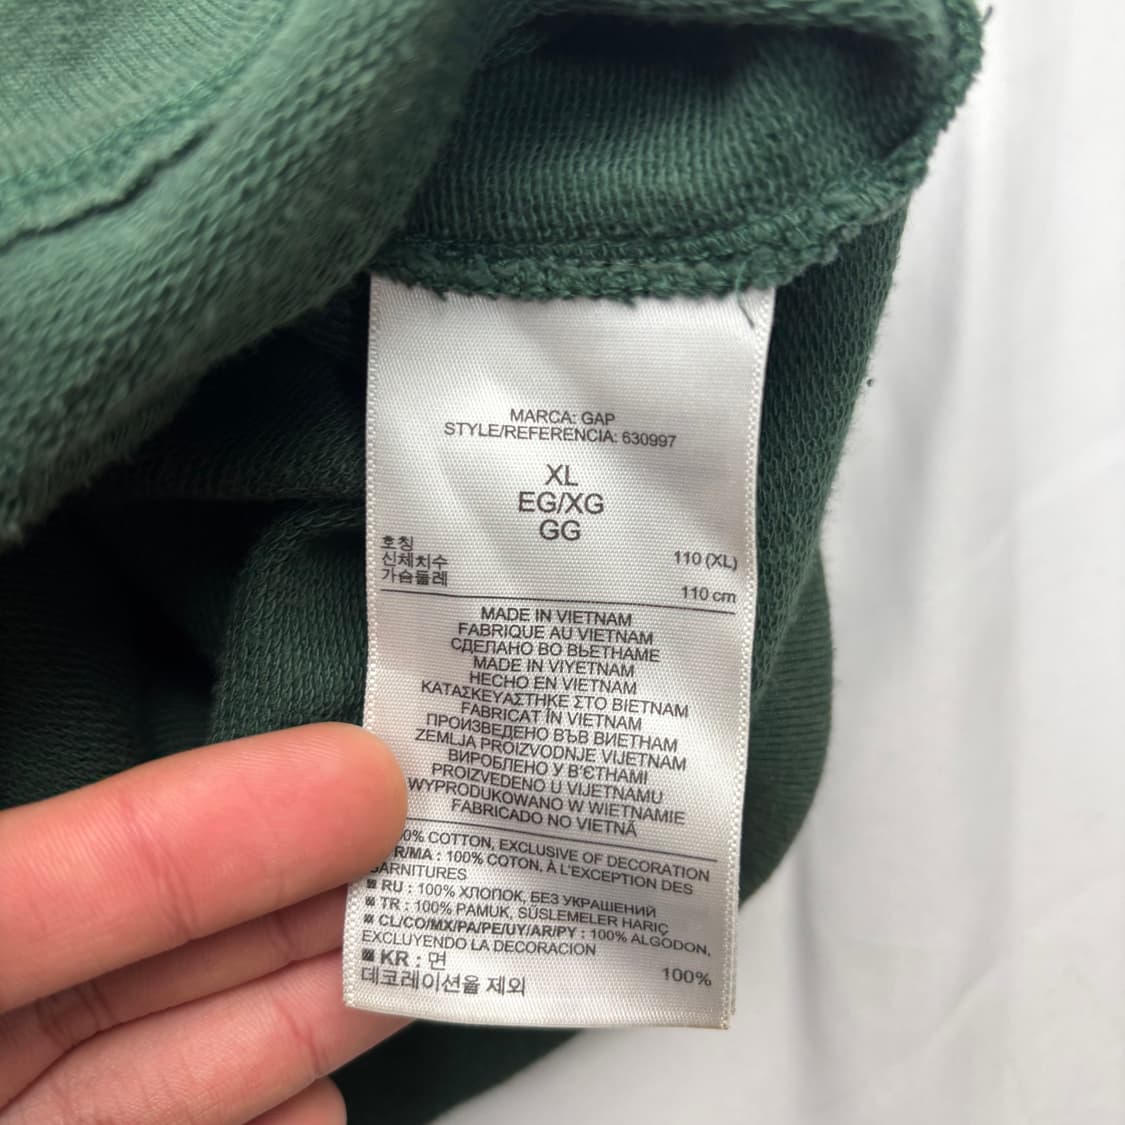 MARCA: GAP
STYLE/REFERENCIA: 630997
XL
EG/XG
GG
호칭 110 (XL)
신체치수
가슴둘레 110 cm
MADE IN VIETNAM
FABRIQUE AU VIETNAM
СДЕЛАНО ВО ВЬЕТНАМЕ
MADE IN VIYETNAM
HECHO EN VIETNAM
ΚΑΤΑΣΚΕΥΑΣΤΗΚΕ ΣΤΟ ΒΙΕΤΝΑΜ
FABRICAT ÎN VIETNAM
ПРОИЗВЕДЕНО ВЪВ ВИЕТНАМ
ZEMLJA PROIZVODNJE VIJETNAM
ВИРОБЛЕНО У В'ЄТНАМІ
PROIZVEDENO U VIJETNAMU
WYPRODUKOWANO W WIETNAMIE
FABRICADO NO VIETNÃ
0% COTTON, EXCLUSIVE OF DECORATION
R/MA : 100% COTON, À L'EXCEPTION DES
GARNITURES
RU : 100% ХЛОПОК, БЕЗ УКРАШЕНИЙ
TR : 100% PAMUK, SÜSLEMELER HARİÇ
CL/CO/MX/PA/PE/UY/AR/PY : 100% ALGODON,
EXCLUYENDO LA DECORACION
KR : 면 100%
데코레이션을 제외